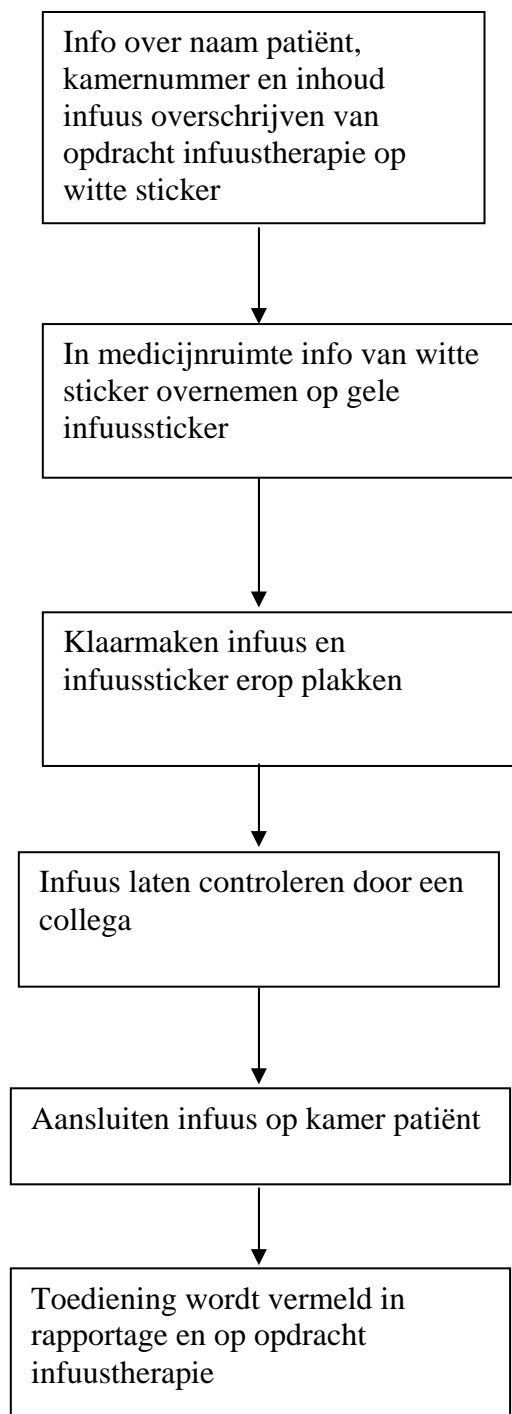 Info over naam patiënt,
kamernummer en inhoud
infuus overschrijven van
opdracht infuustherapie op
witte sticker
In medicijnruimte info van witte
sticker overnemen op gele
infuussticker
Klaarmaken infuus en
infuussticker erop plakken
Infuus laten controleren door een
collega
Aansluiten infuus op kamer patiënt
Toediening wordt vermeld in
rapportage en op opdracht
infuustherapie